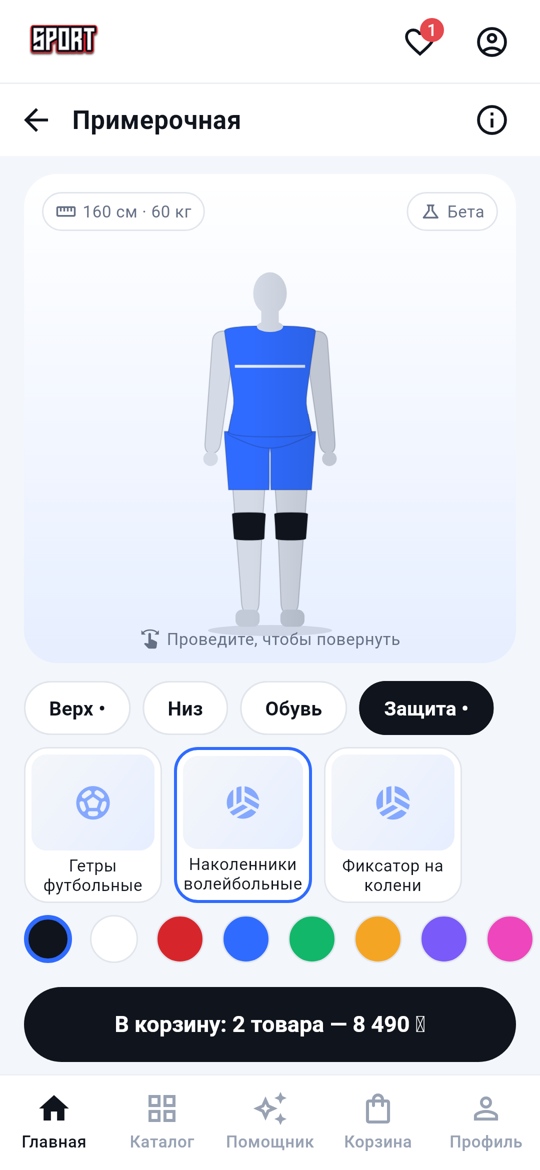 SPORT
1
Примерочная
160 см · 60 кг
Бета
Проведите, чтобы повернуть
Верх •
Низ
Обувь
Защита •
Гетры
футбольные
Наколенники
волейбольные
Фиксатор на
колени
В корзину: 2 товара — 8 490
Главная
Каталог
Помощник
Корзина
Профиль